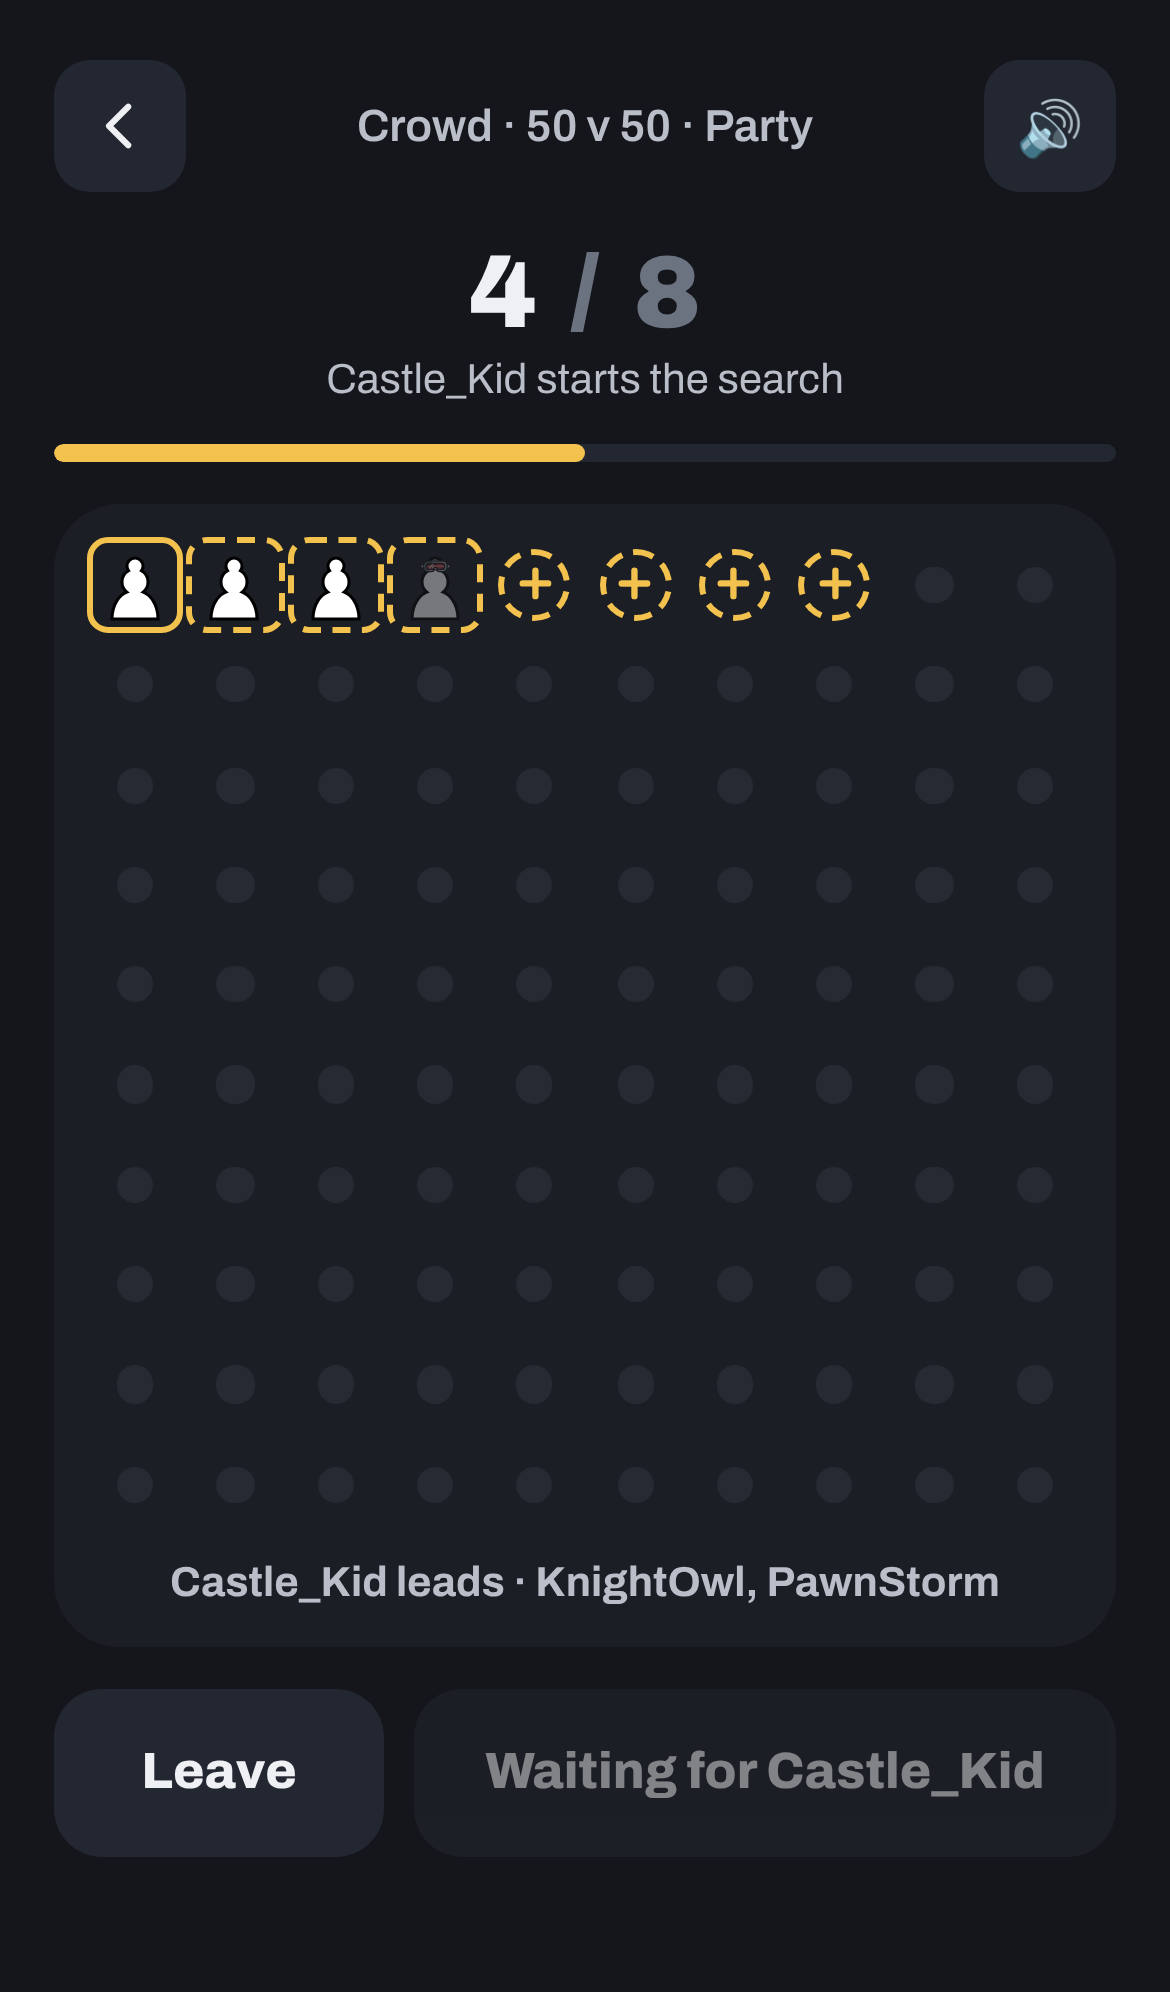 Crowd · 50 v 50 · Party
4 / 8
Castle_Kid starts the search
Castle_Kid leads · KnightOwl, PawnStorm
Leave
Waiting for Castle_Kid